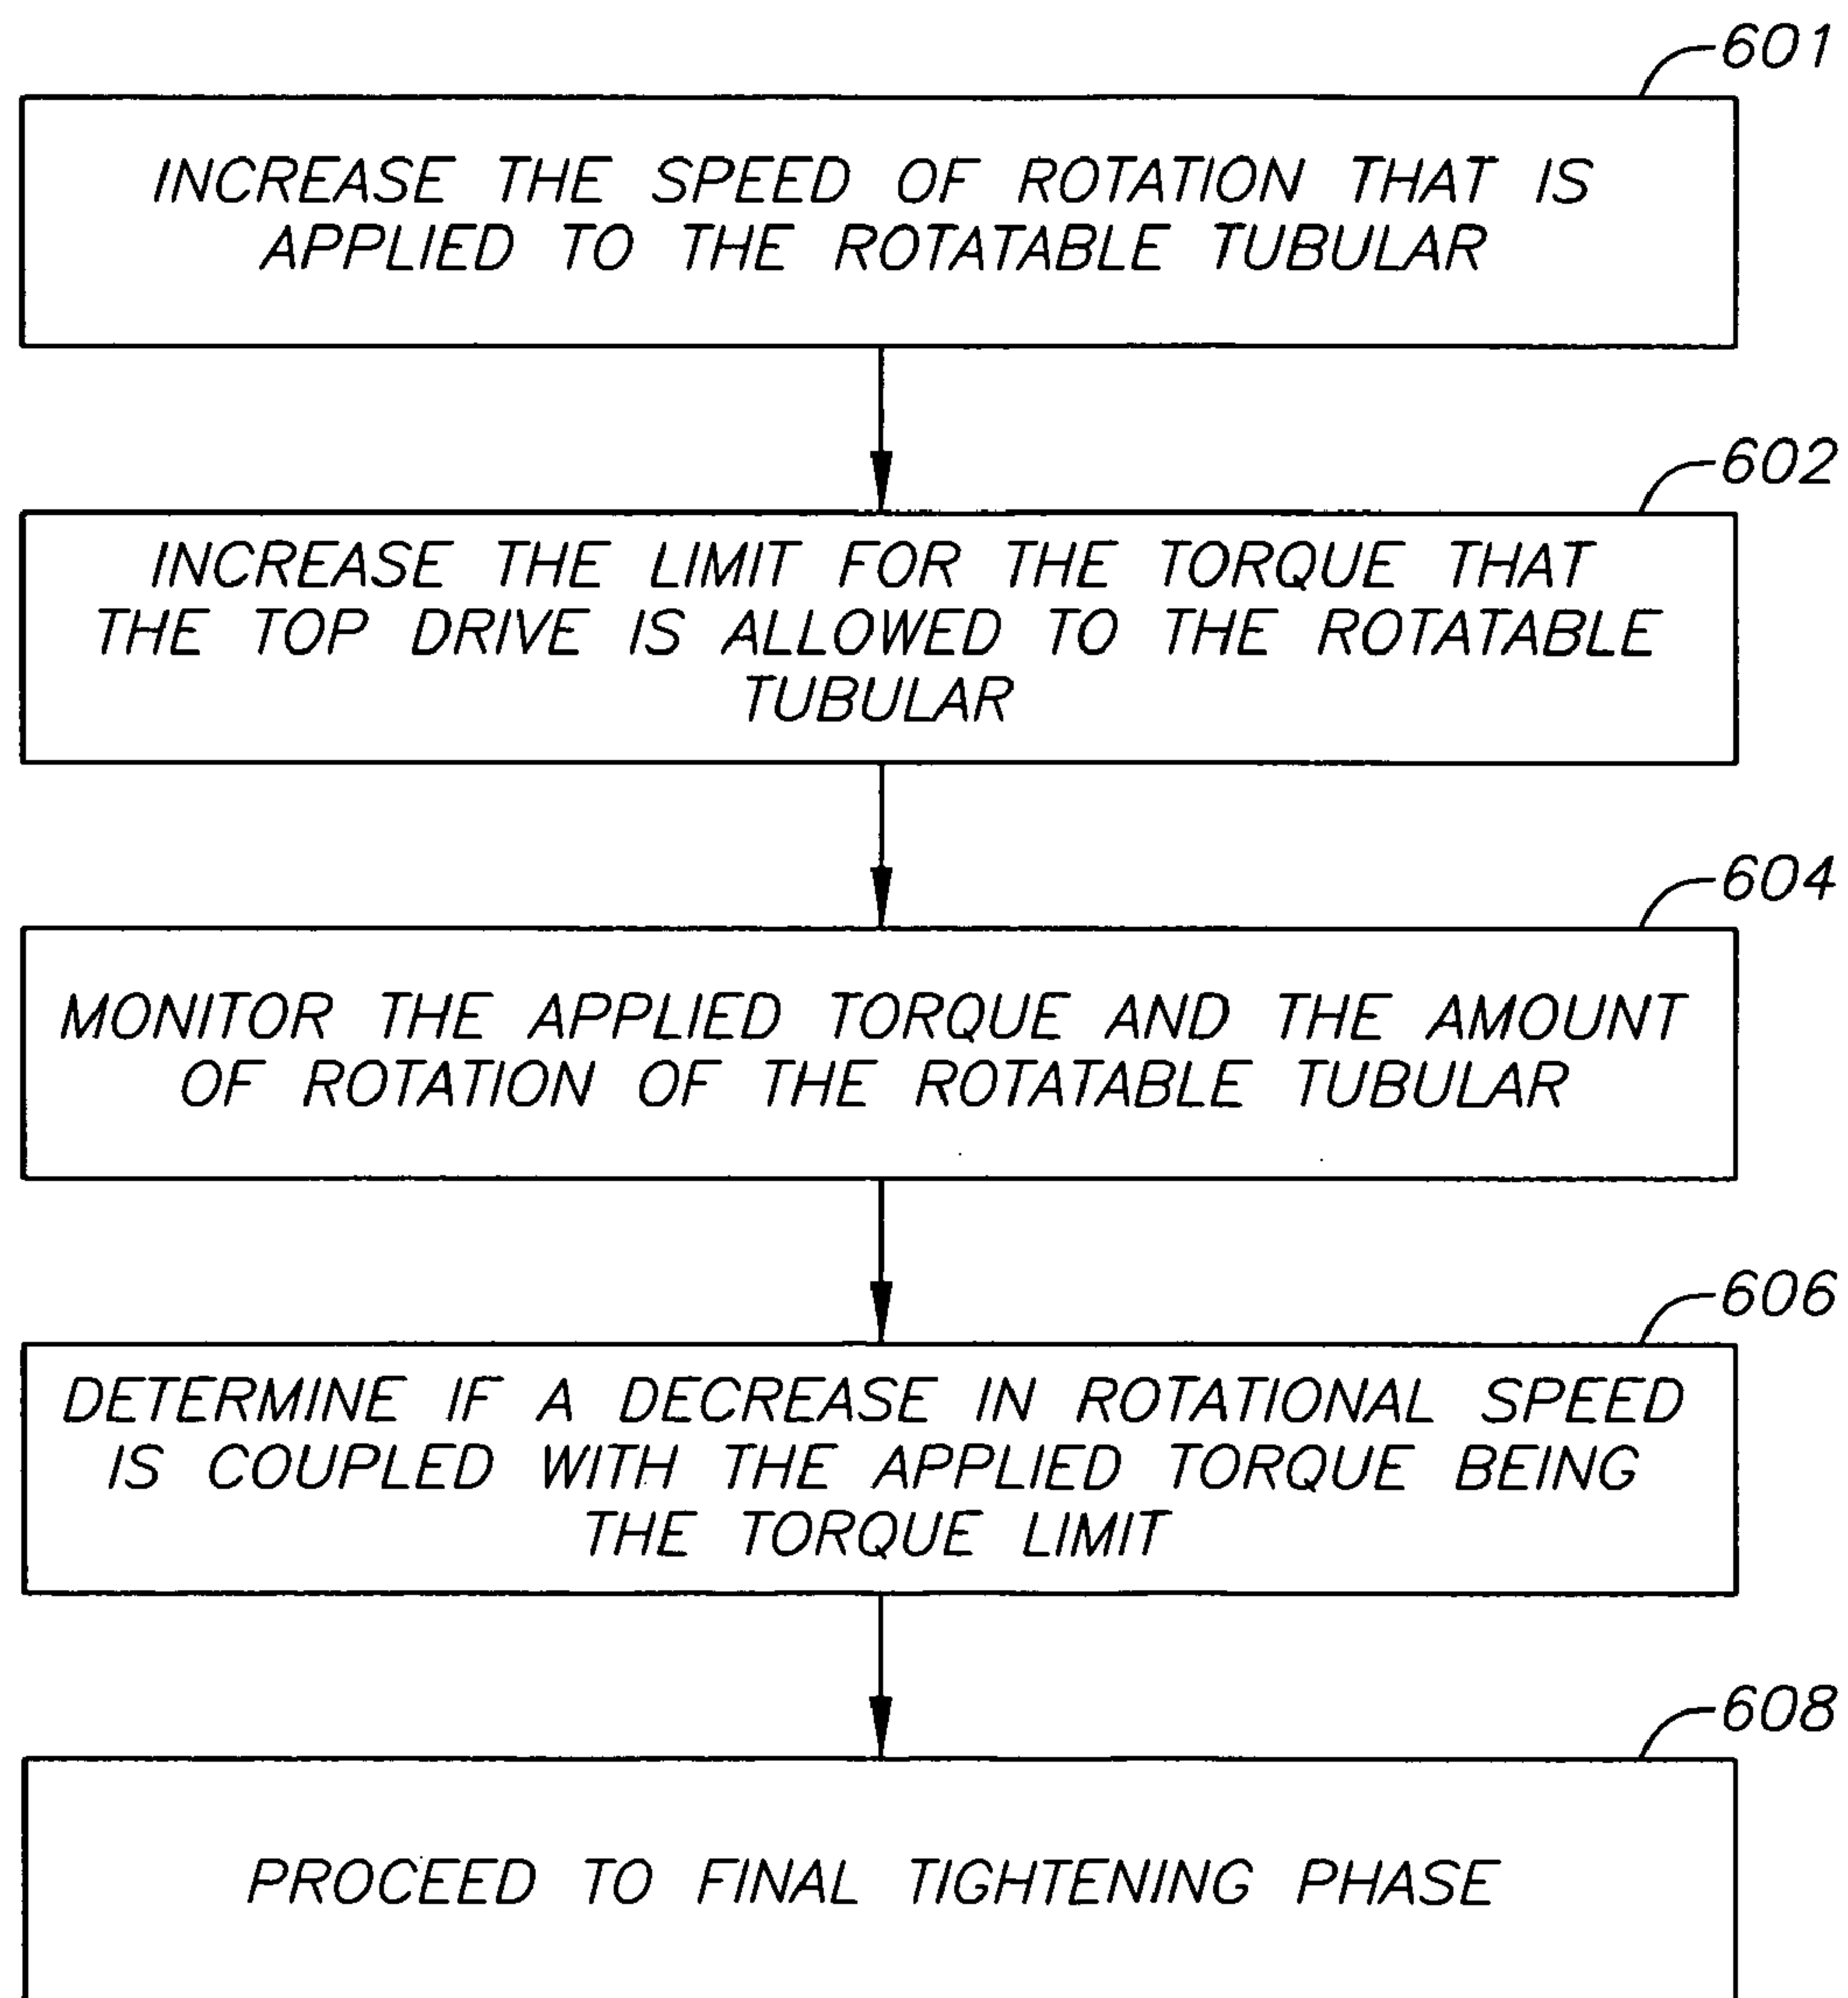 601
INCREASE THE SPEED OF ROTATION THAT IS
APPLIED TO THE ROTATABLE TUBULAR
602
INCREASE THE LIMIT FOR THE TORQUE THAT
THE TOP DRIVE IS ALLOWED TO THE ROTATABLE
TUBULAR
604
MONITOR THE APPLIED TORQUE AND THE AMOUNT
OF ROTATION OF THE ROTATABLE TUBULAR
606
DETERMINE IF A DECREASE IN ROTATIONAL SPEED
IS COUPLED WITH THE APPLIED TORQUE BEING
THE TORQUE LIMIT
608
PROCEED TO FINAL TIGHTENING PHASE